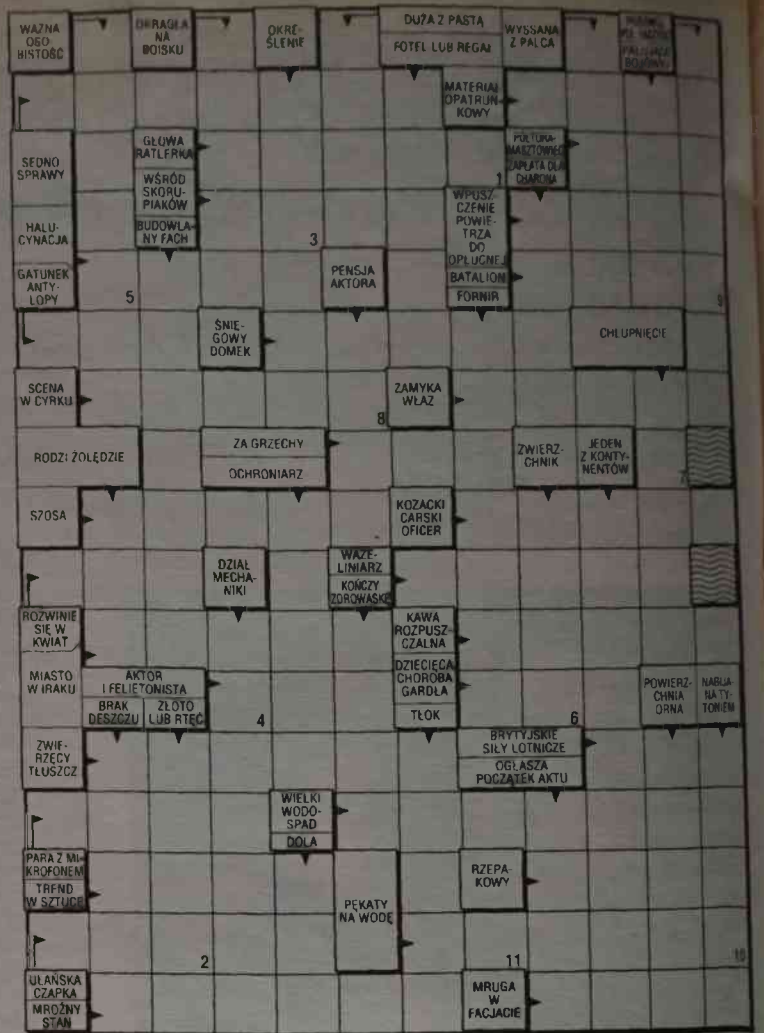 WAŻNA
OSO-
BISTOŚĆ
OKRĄGŁA
NA
BOISKU
OKRE-
ŚLENIE
DUŻA Z PASTĄ
FOTEL LUB REGAŁ
WYSSANA
Z PALCA
MATERIAŁ
OPATRUN-
KOWY
SEDNO
SPRAWY
HALU-
CYNACJA
GATUNEK
ANTY-
LOPY
GŁOWA
RATLERKA
WŚRÓD
SKORU-
PIAKÓW
BUDOWLA-
NY FACH
PÓŁTORA-
MASZTOWIEC
ZAPŁATA DLA
CHARONA
1
WPUSZ-
CZENIE
POWIE-
TRZA
DO
OPŁUCNEJ
BATALION
FORNIR
3
PENSJA
AKTORA
5
9
ŚNIE-
GOWY
DOMEK
CHLUPNIĘCIE
SCENA
W CYRKU
8
ZAMYKA
WŁAZ
RODZI ŻOŁĘDZIE
ZA GRZECHY
OCHRONIARZ
ZWIERZ-
CHNIK
JEDEN
Z KONTY-
NENTÓW
7
SZOSA
KOZACKI
CARSKI
OFICER
DZIAŁ
MECHA-
NIKI
WAZE-
LINIARZ
KOŃCZY
ZDROWAŚKĘ
ROZWINIE
SIĘ W
KWIAT
MIASTO
W IRAKU
KAWA
ROZPUSZ-
CZALNA
DZIECIĘCA
CHOROBA
GARDŁA
TŁOK
AKTOR
I FELIETONISTA
BRAK
DESZCZU
ZŁOTO
LUB RTĘĆ
4
6
POWIERZ-
CHNIA
ORNA
NABIJA-
NA TY-
TONIEM
ZWIE-
RZĘCY
TŁUSZCZ
BRYTYJSKIE
SIŁY LOTNICZE
OGŁASZA
POCZĄTEK AKTU
WIELKI
WODO-
SPAD
DOLA
PARA Z MI-
KROFONEM
TREND
W SZTUCE
PĘKATY
NA WODĘ
RZEPA-
KOWY
2
11
10
UŁAŃSKA
CZAPKA
MROŹNY
STAN
MRUGA
W
FACJACIE